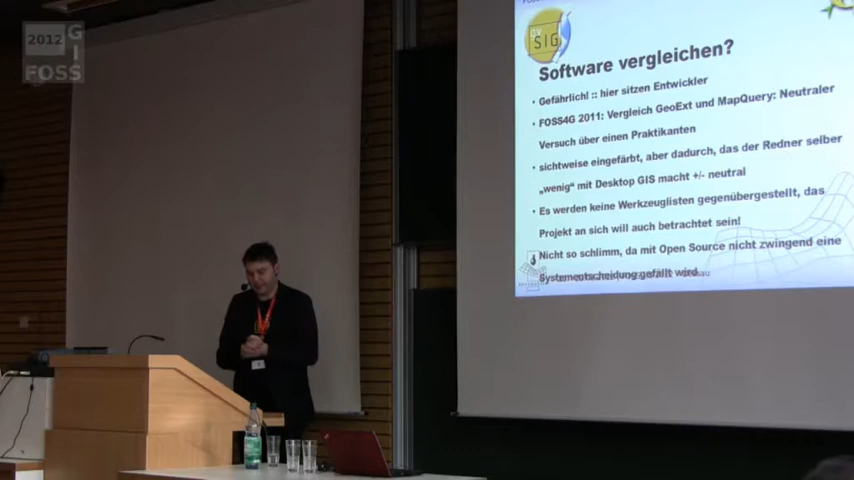 2012
GI
FOSS
SIG
Software vergleichen?
• Gefährlich! :: hier sitzen Entwickler
• FOSS4G 2011: Vergleich GeoExt und MapQuery: Neutraler
Versuch über einen Praktikanten
• sichtweise eingefärbt, aber dadurch, das der Redner selber
„wenig“ mit Desktop GIS macht +/- neutral
• Es werden keine Werkzeuglisten gegenübergestellt, das
Projekt an sich will auch betrachtet sein!
• Nicht so schlimm, da mit Open Source nicht zwingend eine
Systementscheidung gefällt wird